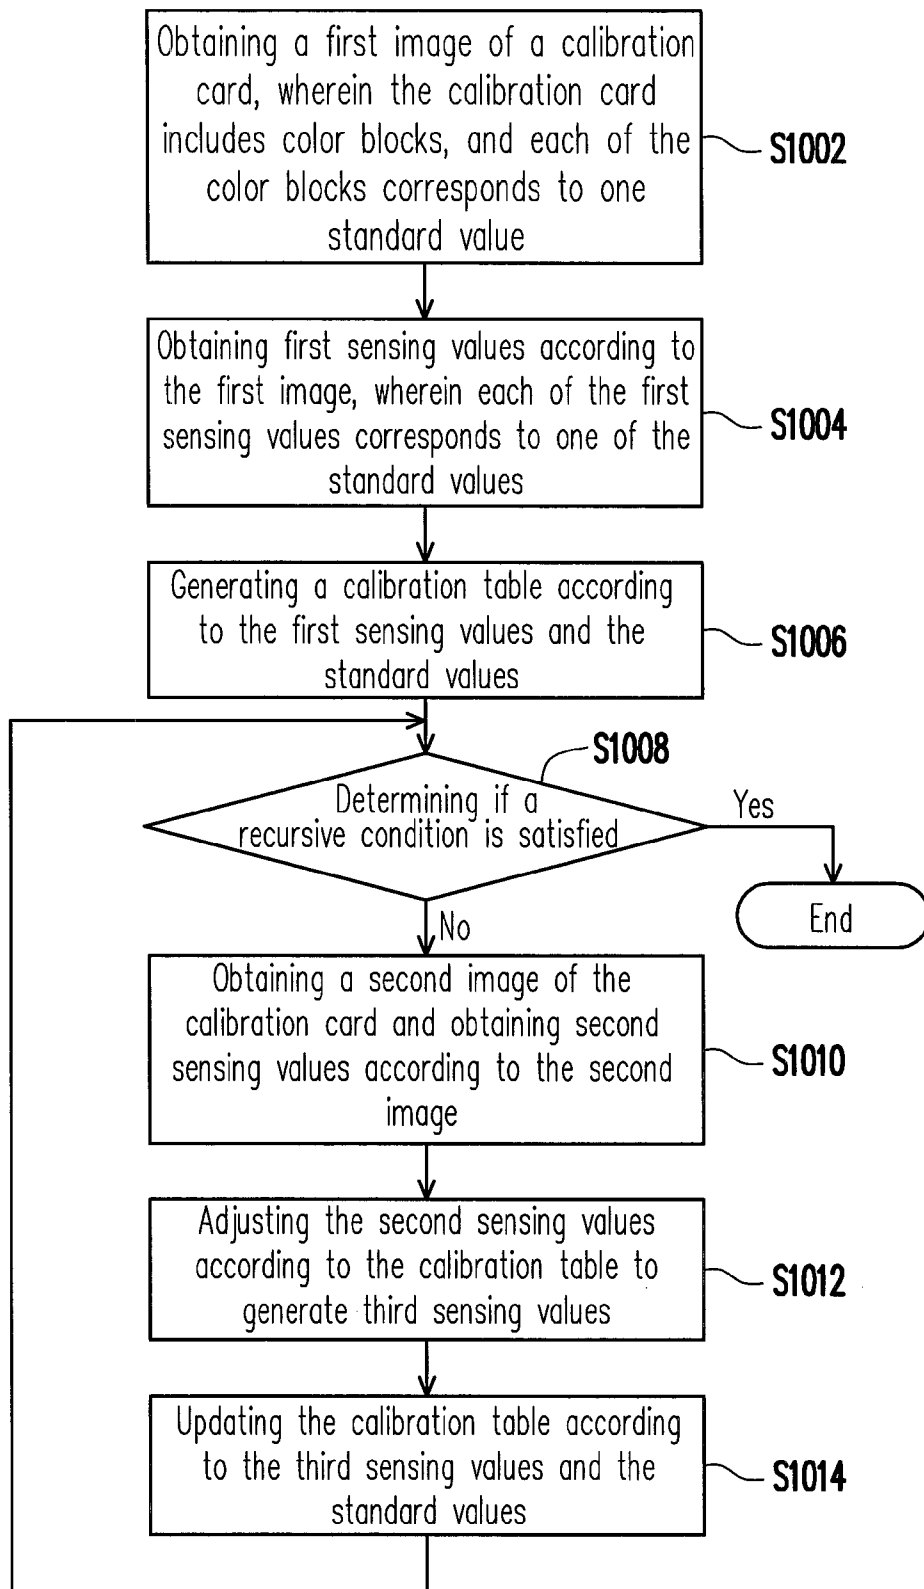 Obtaining a first image of a calibration
card, wherein the calibration card
includes color blocks, and each of the
color blocks corresponds to one
standard value
S1002
Obtaining first sensing values according to
the first image, wherein each of the first
sensing values corresponds to one of the
standard values
S1004
Generating a calibration table according
to the first sensing values and the
standard values
S1006
S1008
Determining if a
recursive condition is satisfied
Yes
End
No
Obtaining a second image of the
calibration card and obtaining second
sensing values according to the second
image
S1010
Adjusting the second sensing values
according to the calibration table to
generate third sensing values
S1012
Updating the calibration table according
to the third sensing values and the
standard values
S1014